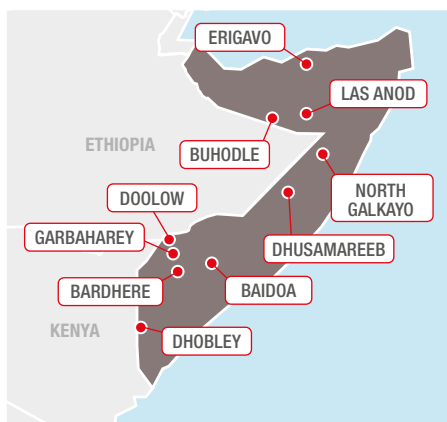 ERIGAVO
LAS ANOD
ETHIOPIA
BUHODLE
NORTH
GALKAYO
DOOLOW
GARBAHAREY
DHUSAMAREEB
BARDHERE
BAIDOA
KENYA
DHOBLEY